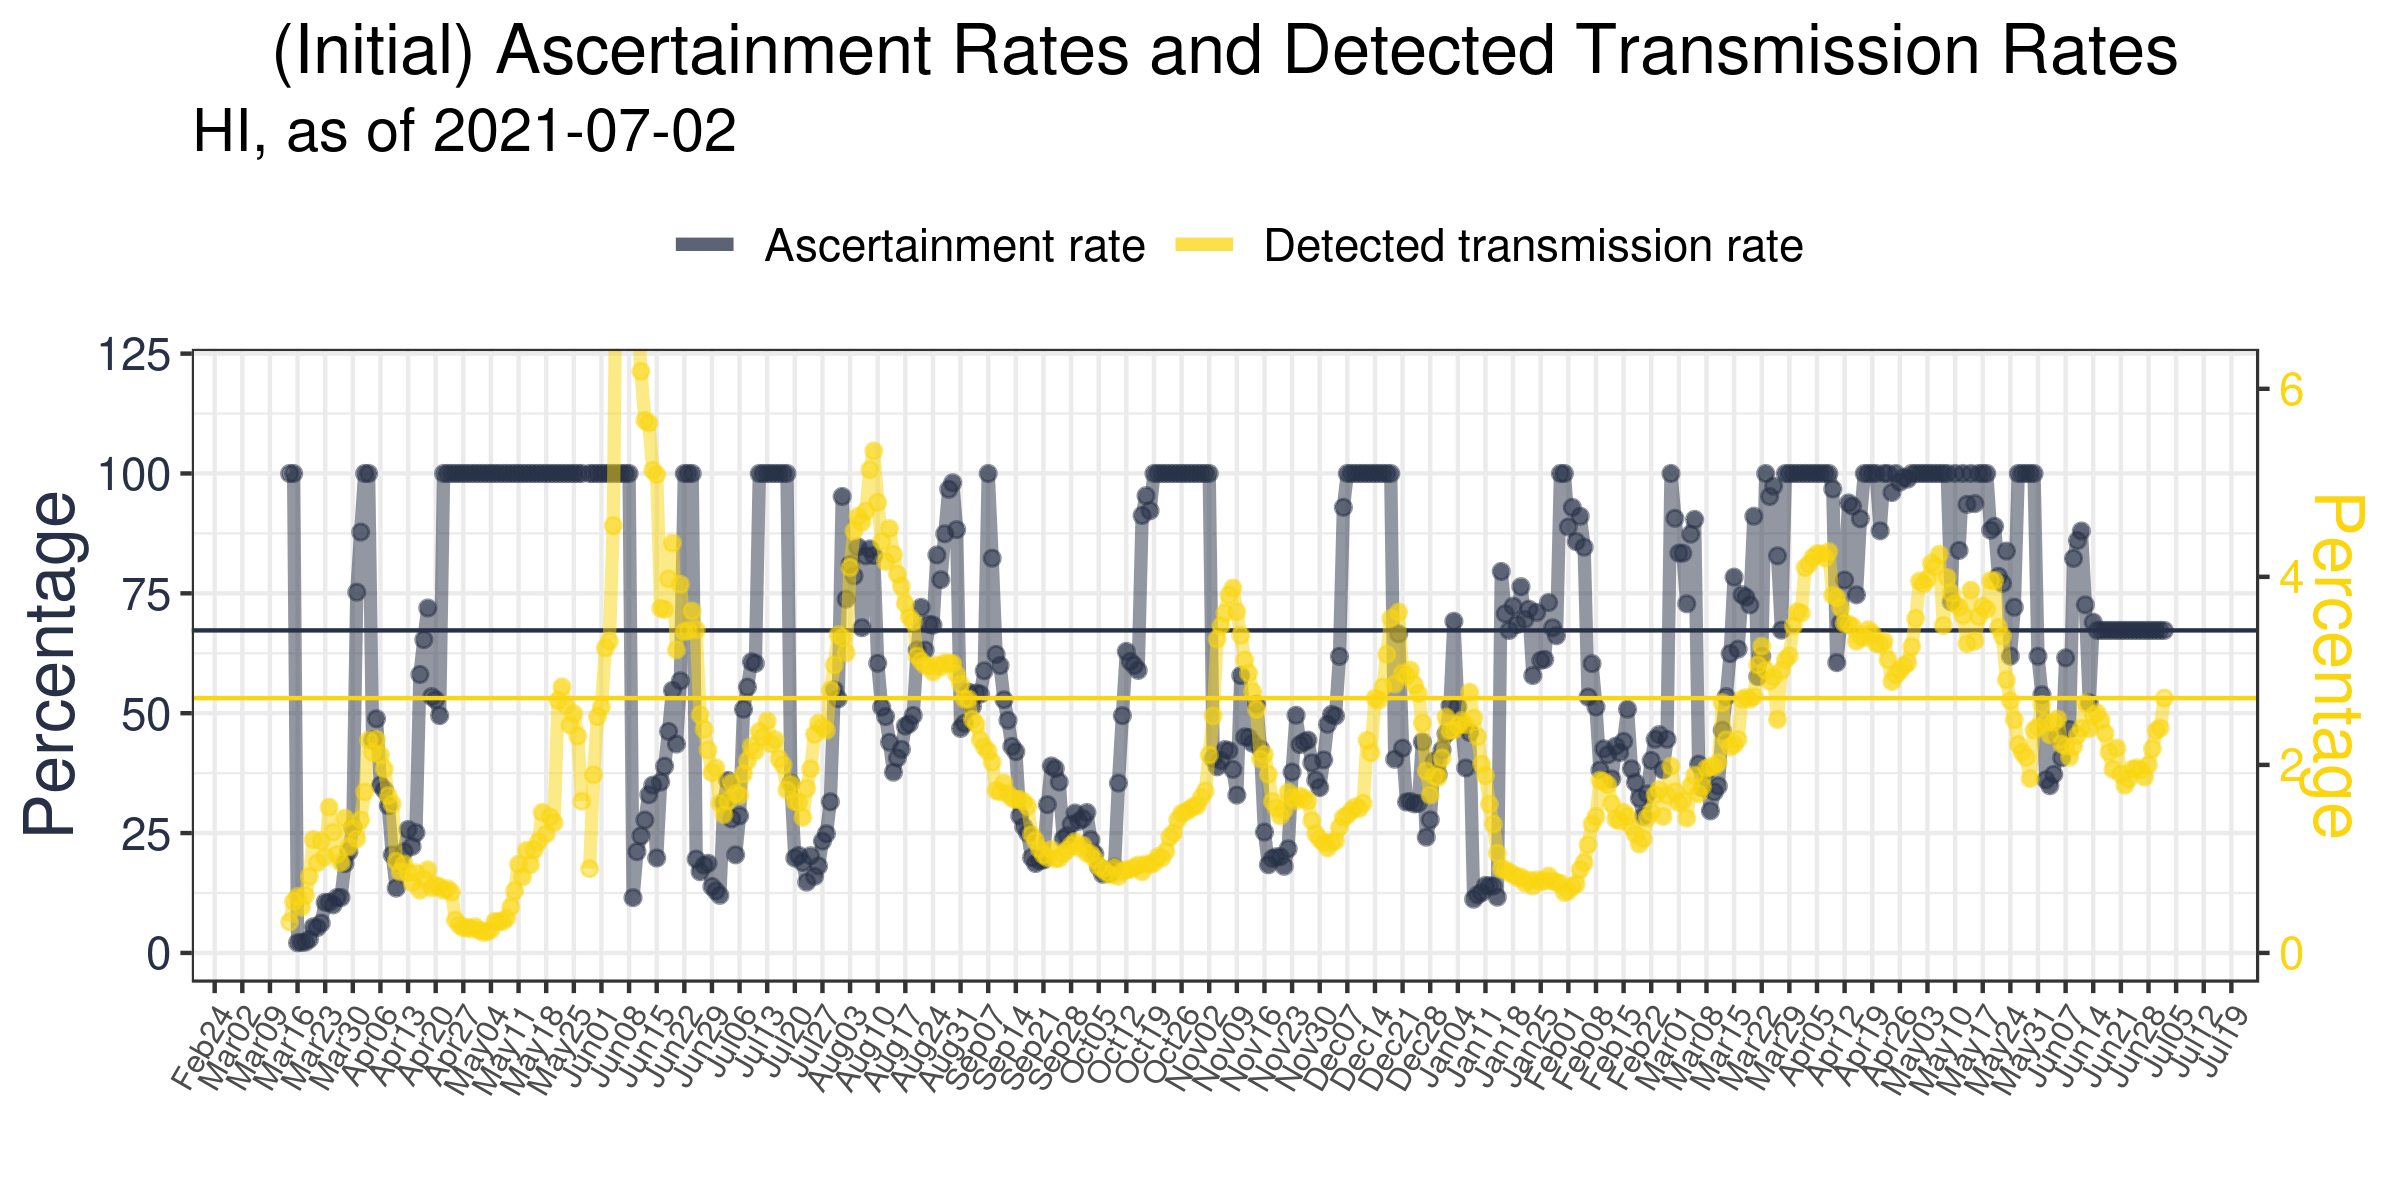 (Initial) Ascertainment Rates and Detected Transmission Rates
HI, as of 2021-07-02
Ascertainment rate
Detected transmission rate
125
100
75
50
25
0
Percentage
6
4
2
0
Percentage
Feb24
Mar02
Mar09
Mar16
Mar23
Mar30
Apr06
Apr13
Apr20
Apr27
May04
May11
May18
May25
Jun01
Jun08
Jun15
Jun22
Jun29
Jul06
Jul13
Jul20
Jul27
Aug03
Aug10
Aug17
Aug24
Aug31
Sep07
Sep14
Sep21
Sep28
Oct05
Oct12
Oct19
Oct26
Nov02
Nov09
Nov16
Nov23
Nov30
Dec07
Dec14
Dec21
Dec28
Jan04
Jan11
Jan18
Jan25
Feb01
Feb08
Feb15
Feb22
Mar01
Mar08
Mar15
Mar22
Mar29
Apr05
Apr12
Apr19
Apr26
May03
May10
May17
May24
May31
Jun07
Jun14
Jun21
Jun28
Jul05
Jul12
Jul19